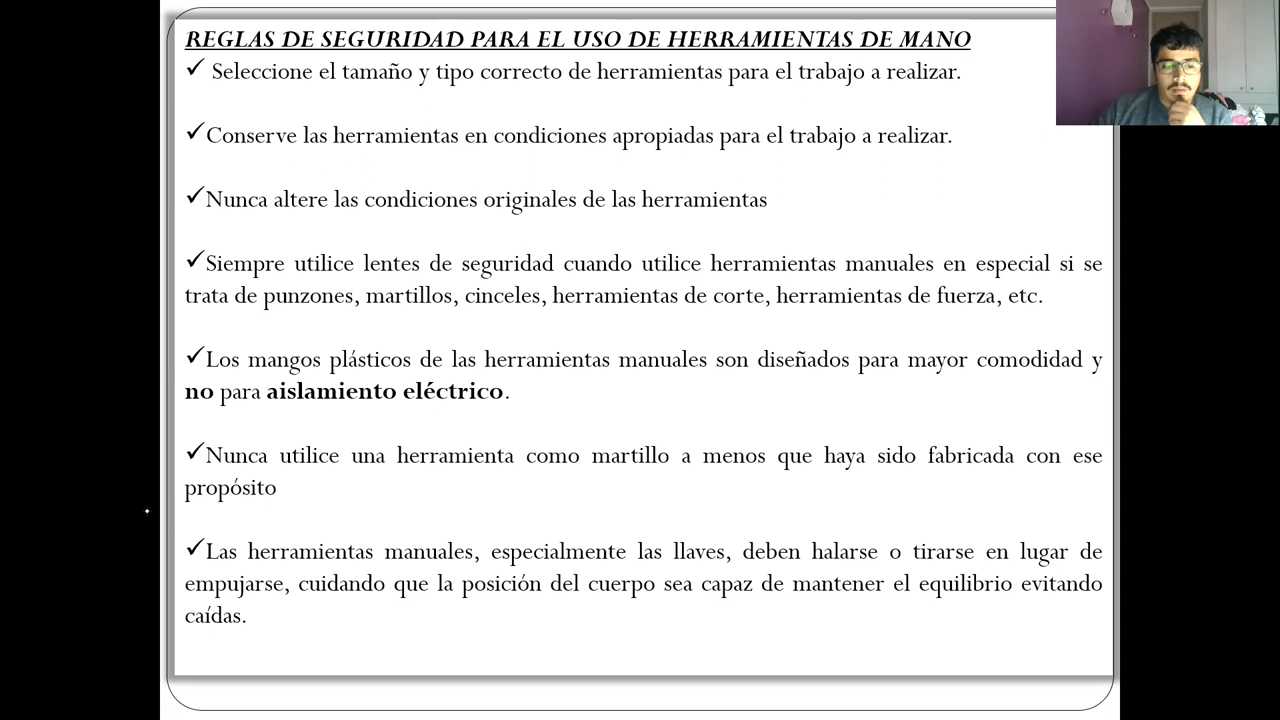 REGLAS DE SEGURIDAD PARA EL USO DE HERRAMIENTAS DE MANO
✓ Seleccione el tamaño y tipo correcto de herramientas para el trabajo a realizar.
✓Conserve las herramientas en condiciones apropiadas para el trabajo a realizar.
✓Nunca altere las condiciones originales de las herramientas
✓Siempre utilice lentes de seguridad cuando utilice herramientas manuales en especial si se
trata de punzones, martillos, cinceles, herramientas de corte, herramientas de fuerza, etc.
✓Los mangos plásticos de las herramientas manuales son diseñados para mayor comodidad y
no para aislamiento eléctrico.
✓Nunca utilice una herramienta como martillo a menos que haya sido fabricada con ese
propósito
✓Las herramientas manuales, especialmente las llaves, deben halarse o tirarse en lugar de
empujarse, cuidando que la posición del cuerpo sea capaz de mantener el equilibrio evitando
caídas.